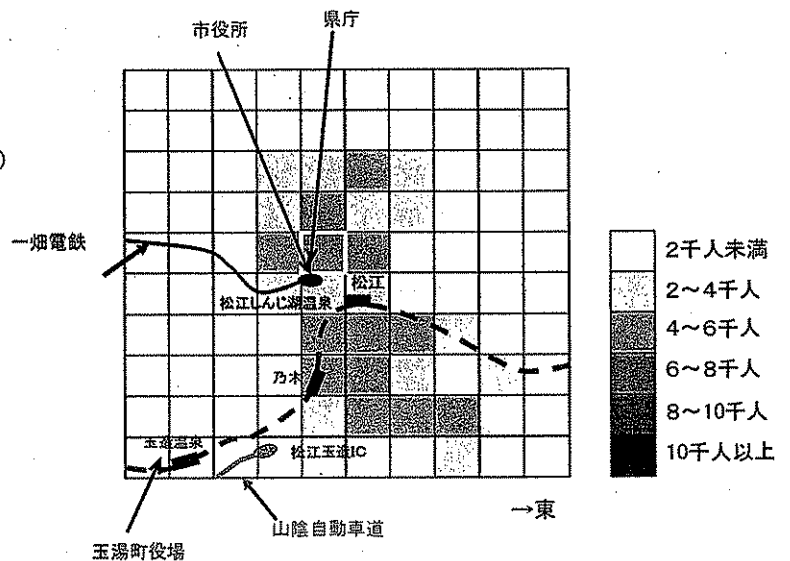 県庁
市役所
)
一畑電鉄
松江しんじ湖温泉
松江
乃木
玉造温泉
松江玉造IC
→東
山陰自動車道
玉湯町役場
2千人未満
2～4千人
4～6千人
6～8千人
8～10千人
10千人以上